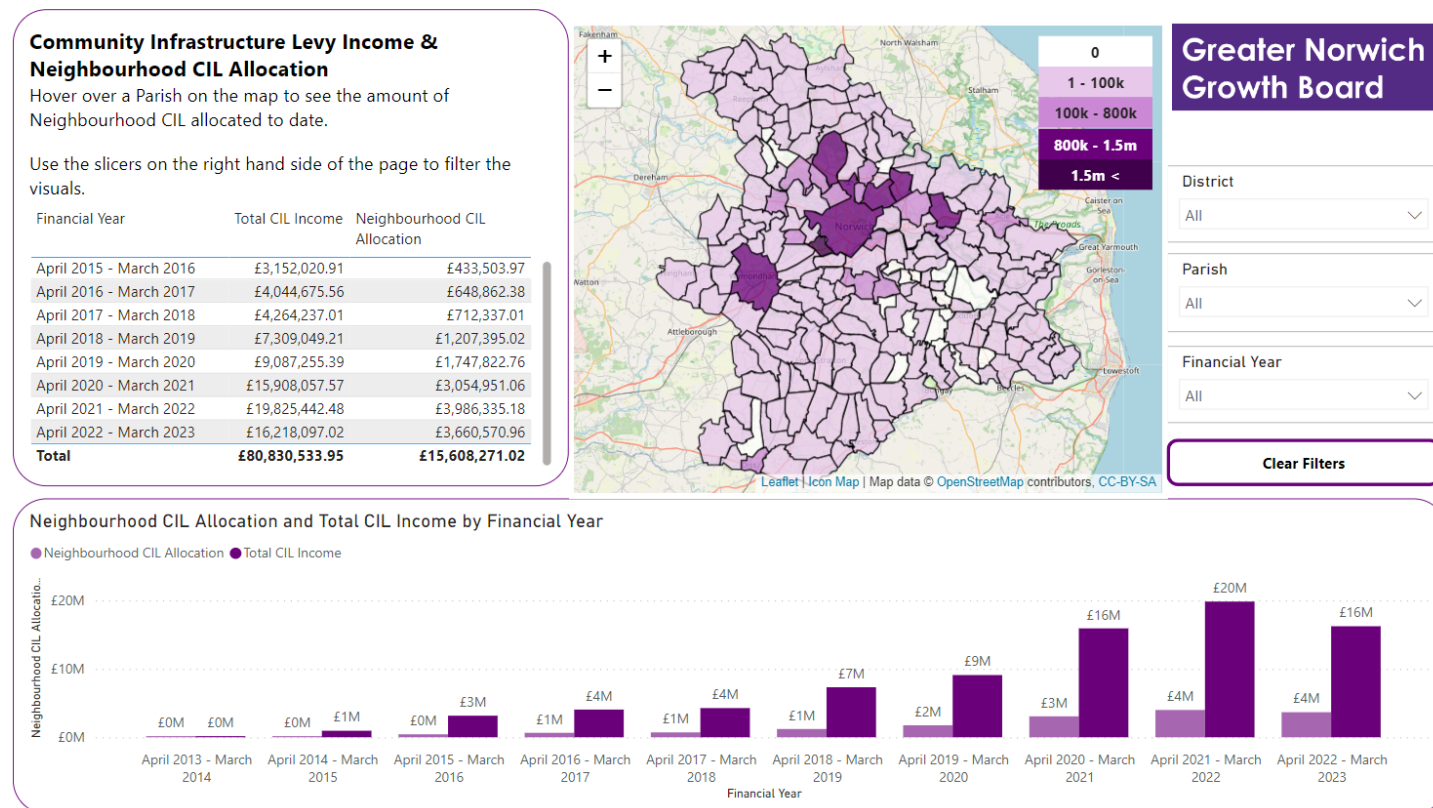 Community Infrastructure Levy Income &
Neighbourhood CIL Allocation
Hover over a Parish on the map to see the amount of
Neighbourhood CIL allocated to date.
Use the slicers on the right hand side of the page to filter the
visuals.
Financial Year Total CIL Income Neighbourhood CIL
Allocation
April 2015 - March 2016 £3,152,020.91 £433,503.97
April 2016 - March 2017 £4,044,675.56 £648,862.38
April 2017 - March 2018 £4,264,237.01 £712,337.01
April 2018 - March 2019 £7,309,049.21 £1,207,395.02
April 2019 - March 2020 £9,087,255.39 £1,747,822.76
April 2020 - March 2021 £15,908,057.57 £3,054,951.06
April 2021 - March 2022 £19,825,442.48 £3,986,335.18
April 2022 - March 2023 £16,218,097.02 £3,660,570.96
Total £80,830,533.95 £15,608,271.02
+
−
Fakenham
North Walsham
Stalham
Dereham
Norwich
Caister on
Sea
The Broads
Great Yarmouth
Gorleston-
on-Sea
Watton
Attleborough
Lowestoft
Beccles
0
1 - 100k
100k - 800k
800k - 1.5m
1.5m <
Leaflet | Icon Map | Map data © OpenStreetMap contributors, CC-BY-SA
Greater Norwich
Growth Board
District
All
Parish
All
Financial Year
All
Clear Filters
Neighbourhood CIL Allocation and Total CIL Income by Financial Year
Neighbourhood CIL Allocation Total CIL Income
Neighbourhood CIL Allocatio...
£20M
£10M
£0M
£0M £0M £0M £1M £0M £3M £1M £4M £1M £4M £1M £7M £2M £9M £3M £16M £4M £20M £4M £16M
April 2013 - March April 2014 - March April 2015 - March April 2016 - March April 2017 - March April 2018 - March April 2019 - March April 2020 - March April 2021 - March April 2022 - March
2014 2015 2016 2017 2018 2019 2020 2021 2022 2023
Financial Year